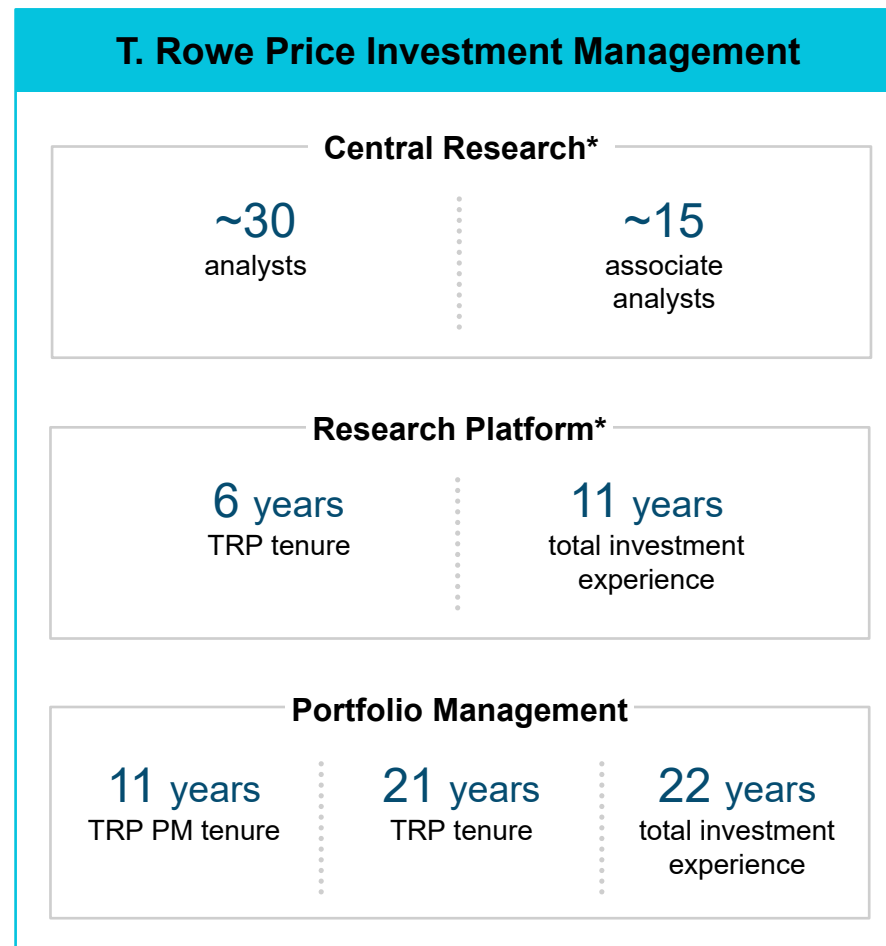 T. Rowe Price Investment Management
Central Research*
~30
analysts
~15
associate
analysts
Research Platform*
6 years
TRP tenure
11 years
total investment
experience
Portfolio Management
11 years
TRP PM tenure
21 years
TRP tenure
22 years
total investment
experience